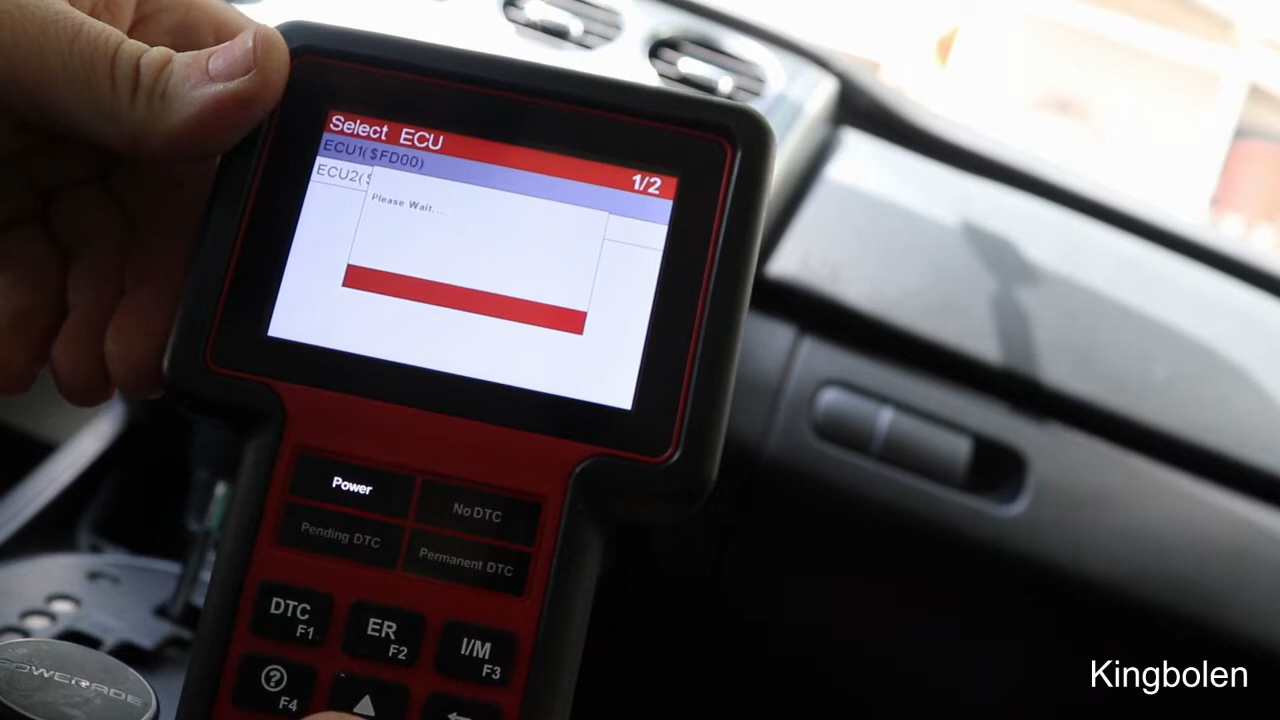 Select ECU
1/2
ECU1($FD00)
ECU2($
Please Wait...
Power
No DTC
Pending DTC
Permanent DTC
DTC
F1
ER
F2
I/M
F3
?
F4
POWERADE
Kingbolen